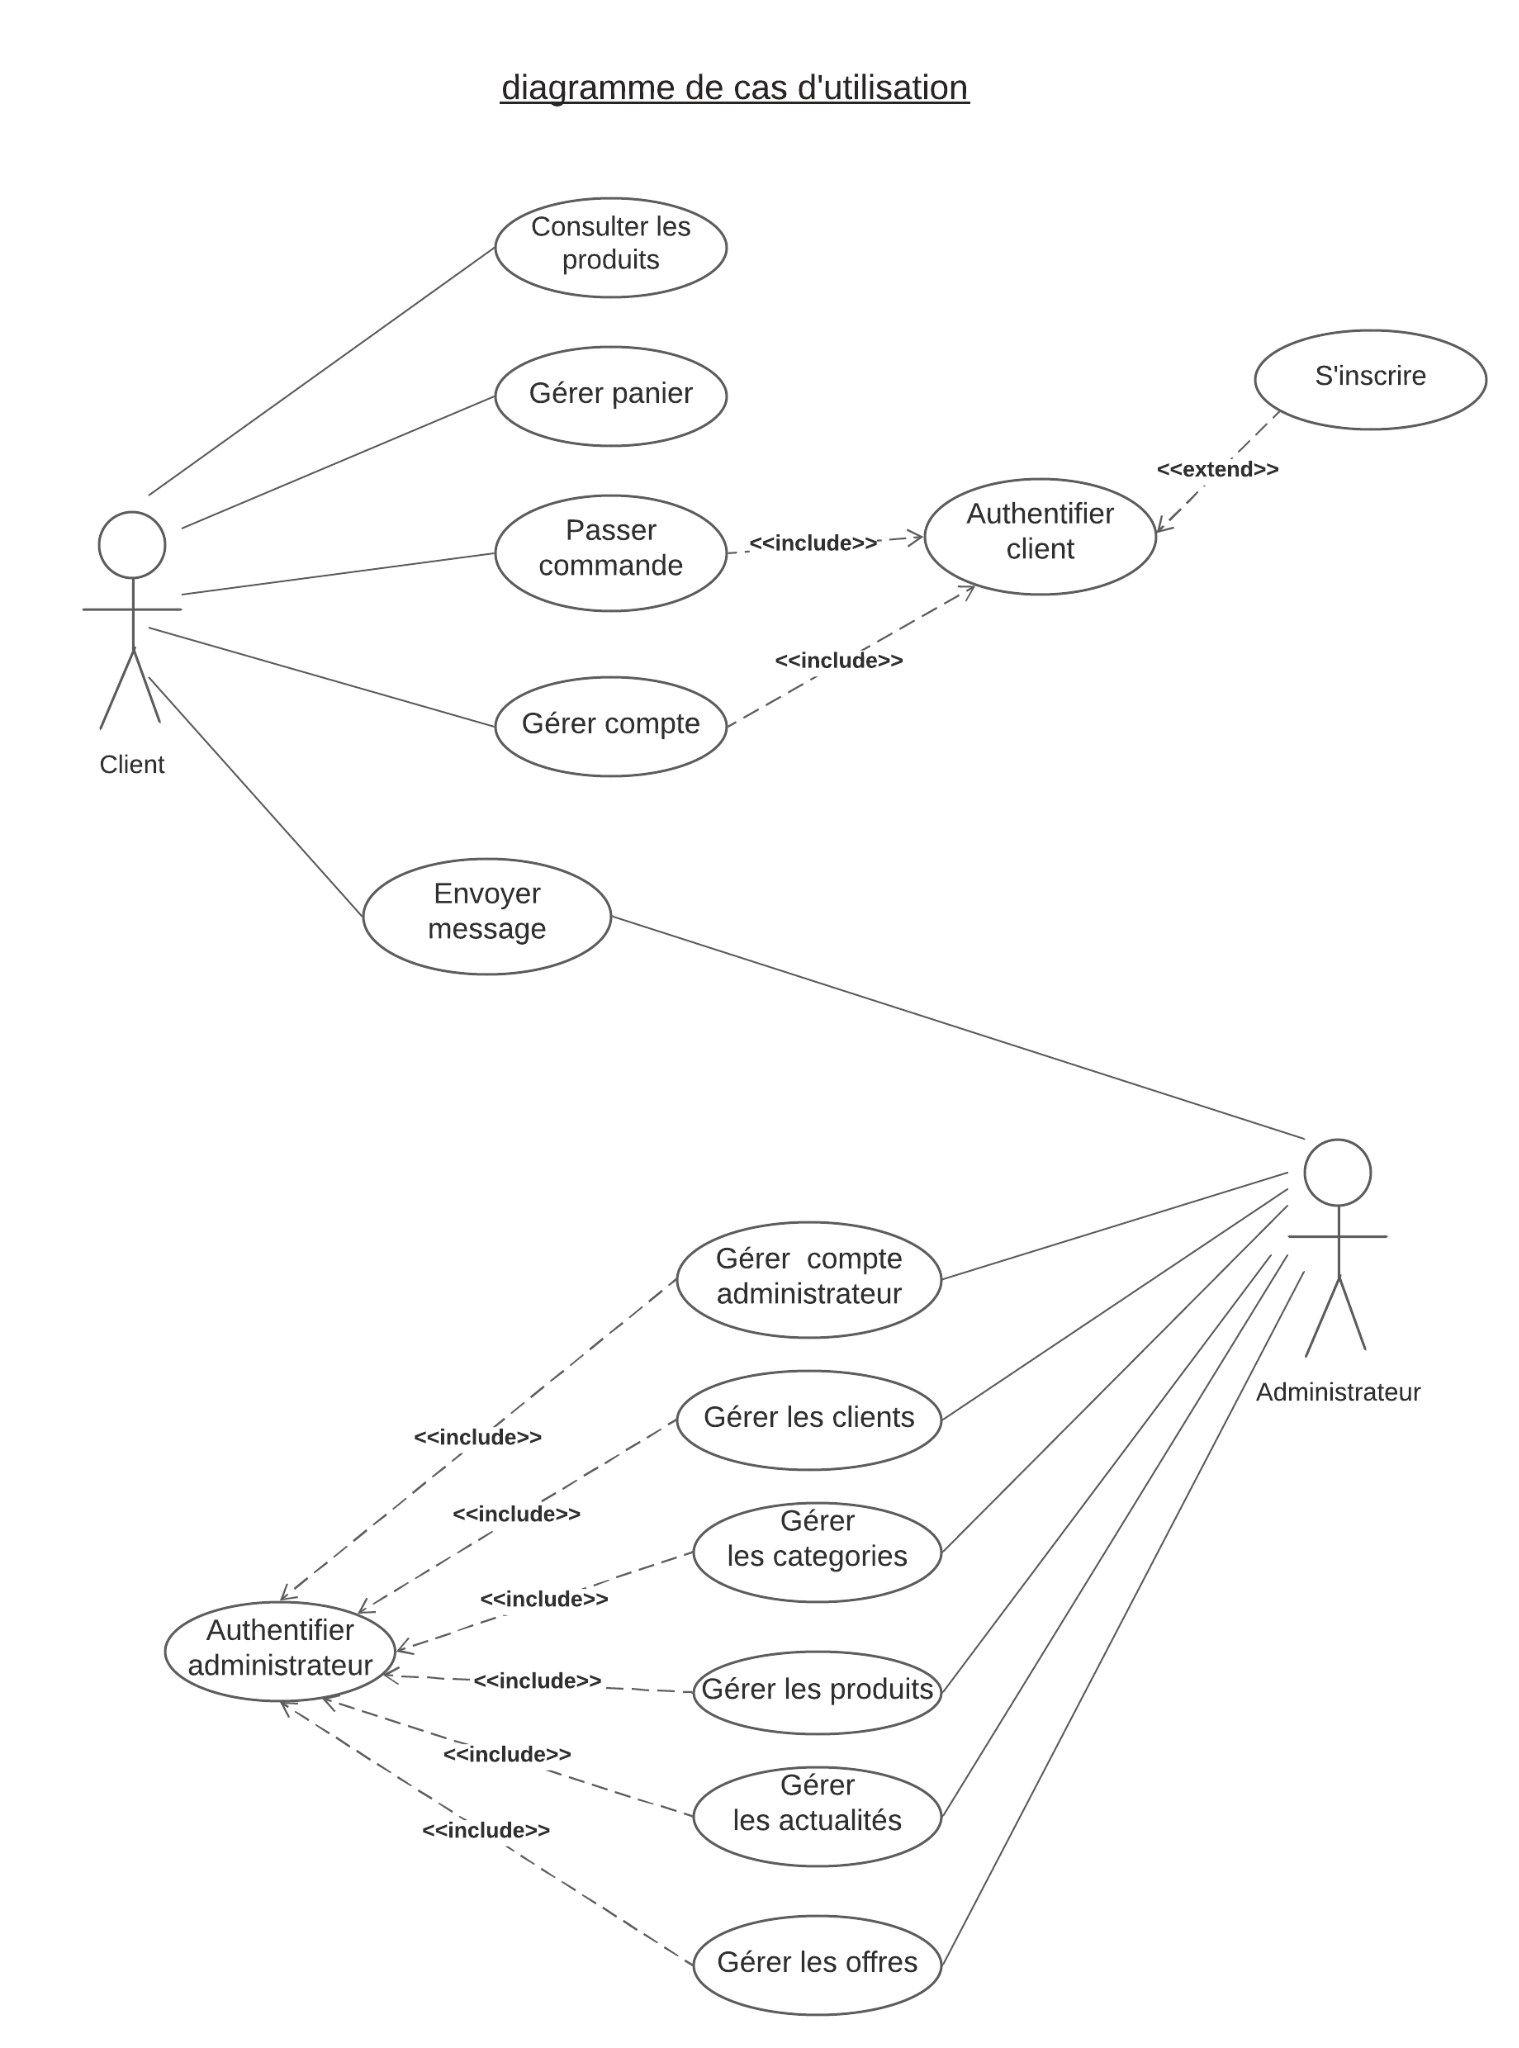 diagramme de cas d'utilisation
Consulter les
produits
Gérer panier
S'inscrire
<<extend>>
Passer
commande
<<include>>
Authentifier
client
<<include>>
Gérer compte
Client
Envoyer
message
Gérer  compte
administrateur
Administrateur
Gérer les clients
<<include>>
<<include>>
Gérer
les categories
<<include>>
Authentifier
administrateur
<<include>>
Gérer les produits
<<include>>
Gérer
les actualités
<<include>>
Gérer les offres